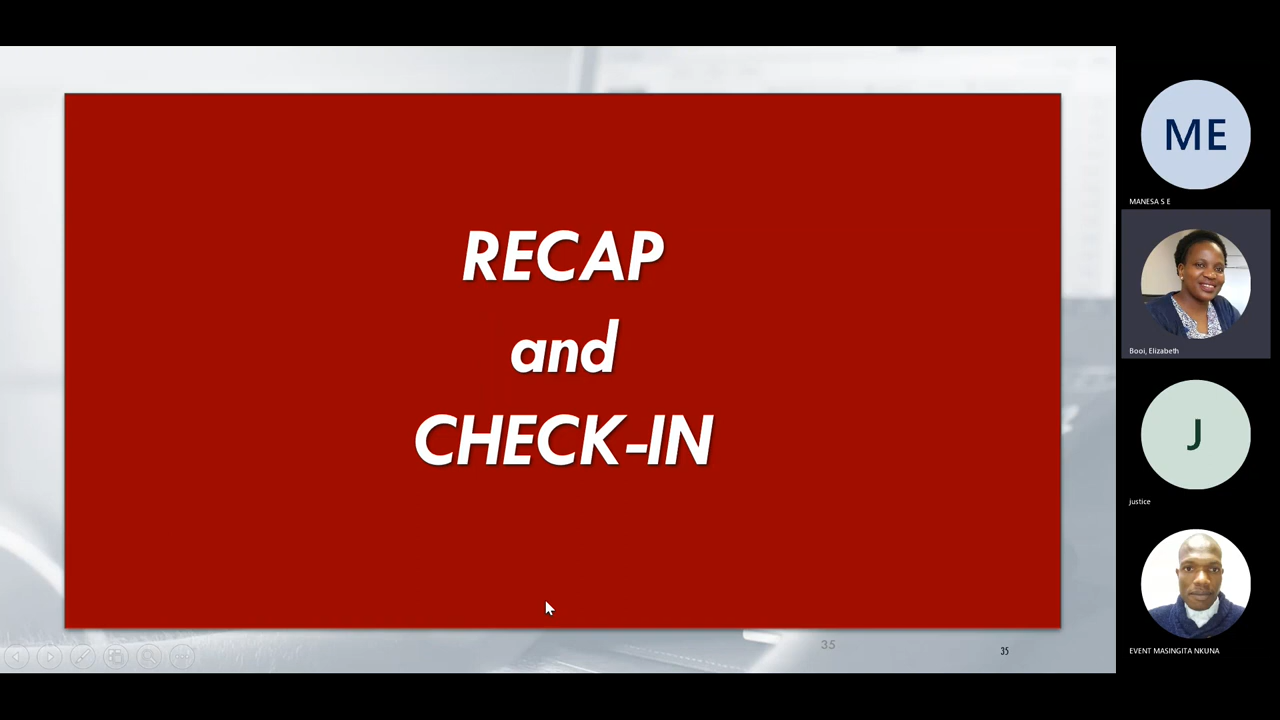 RECAP
and
CHECK-IN
35
35
ME
MANESA S E
Booi, Elizabeth
J
justice
EVENT MASINGITA NKUNA